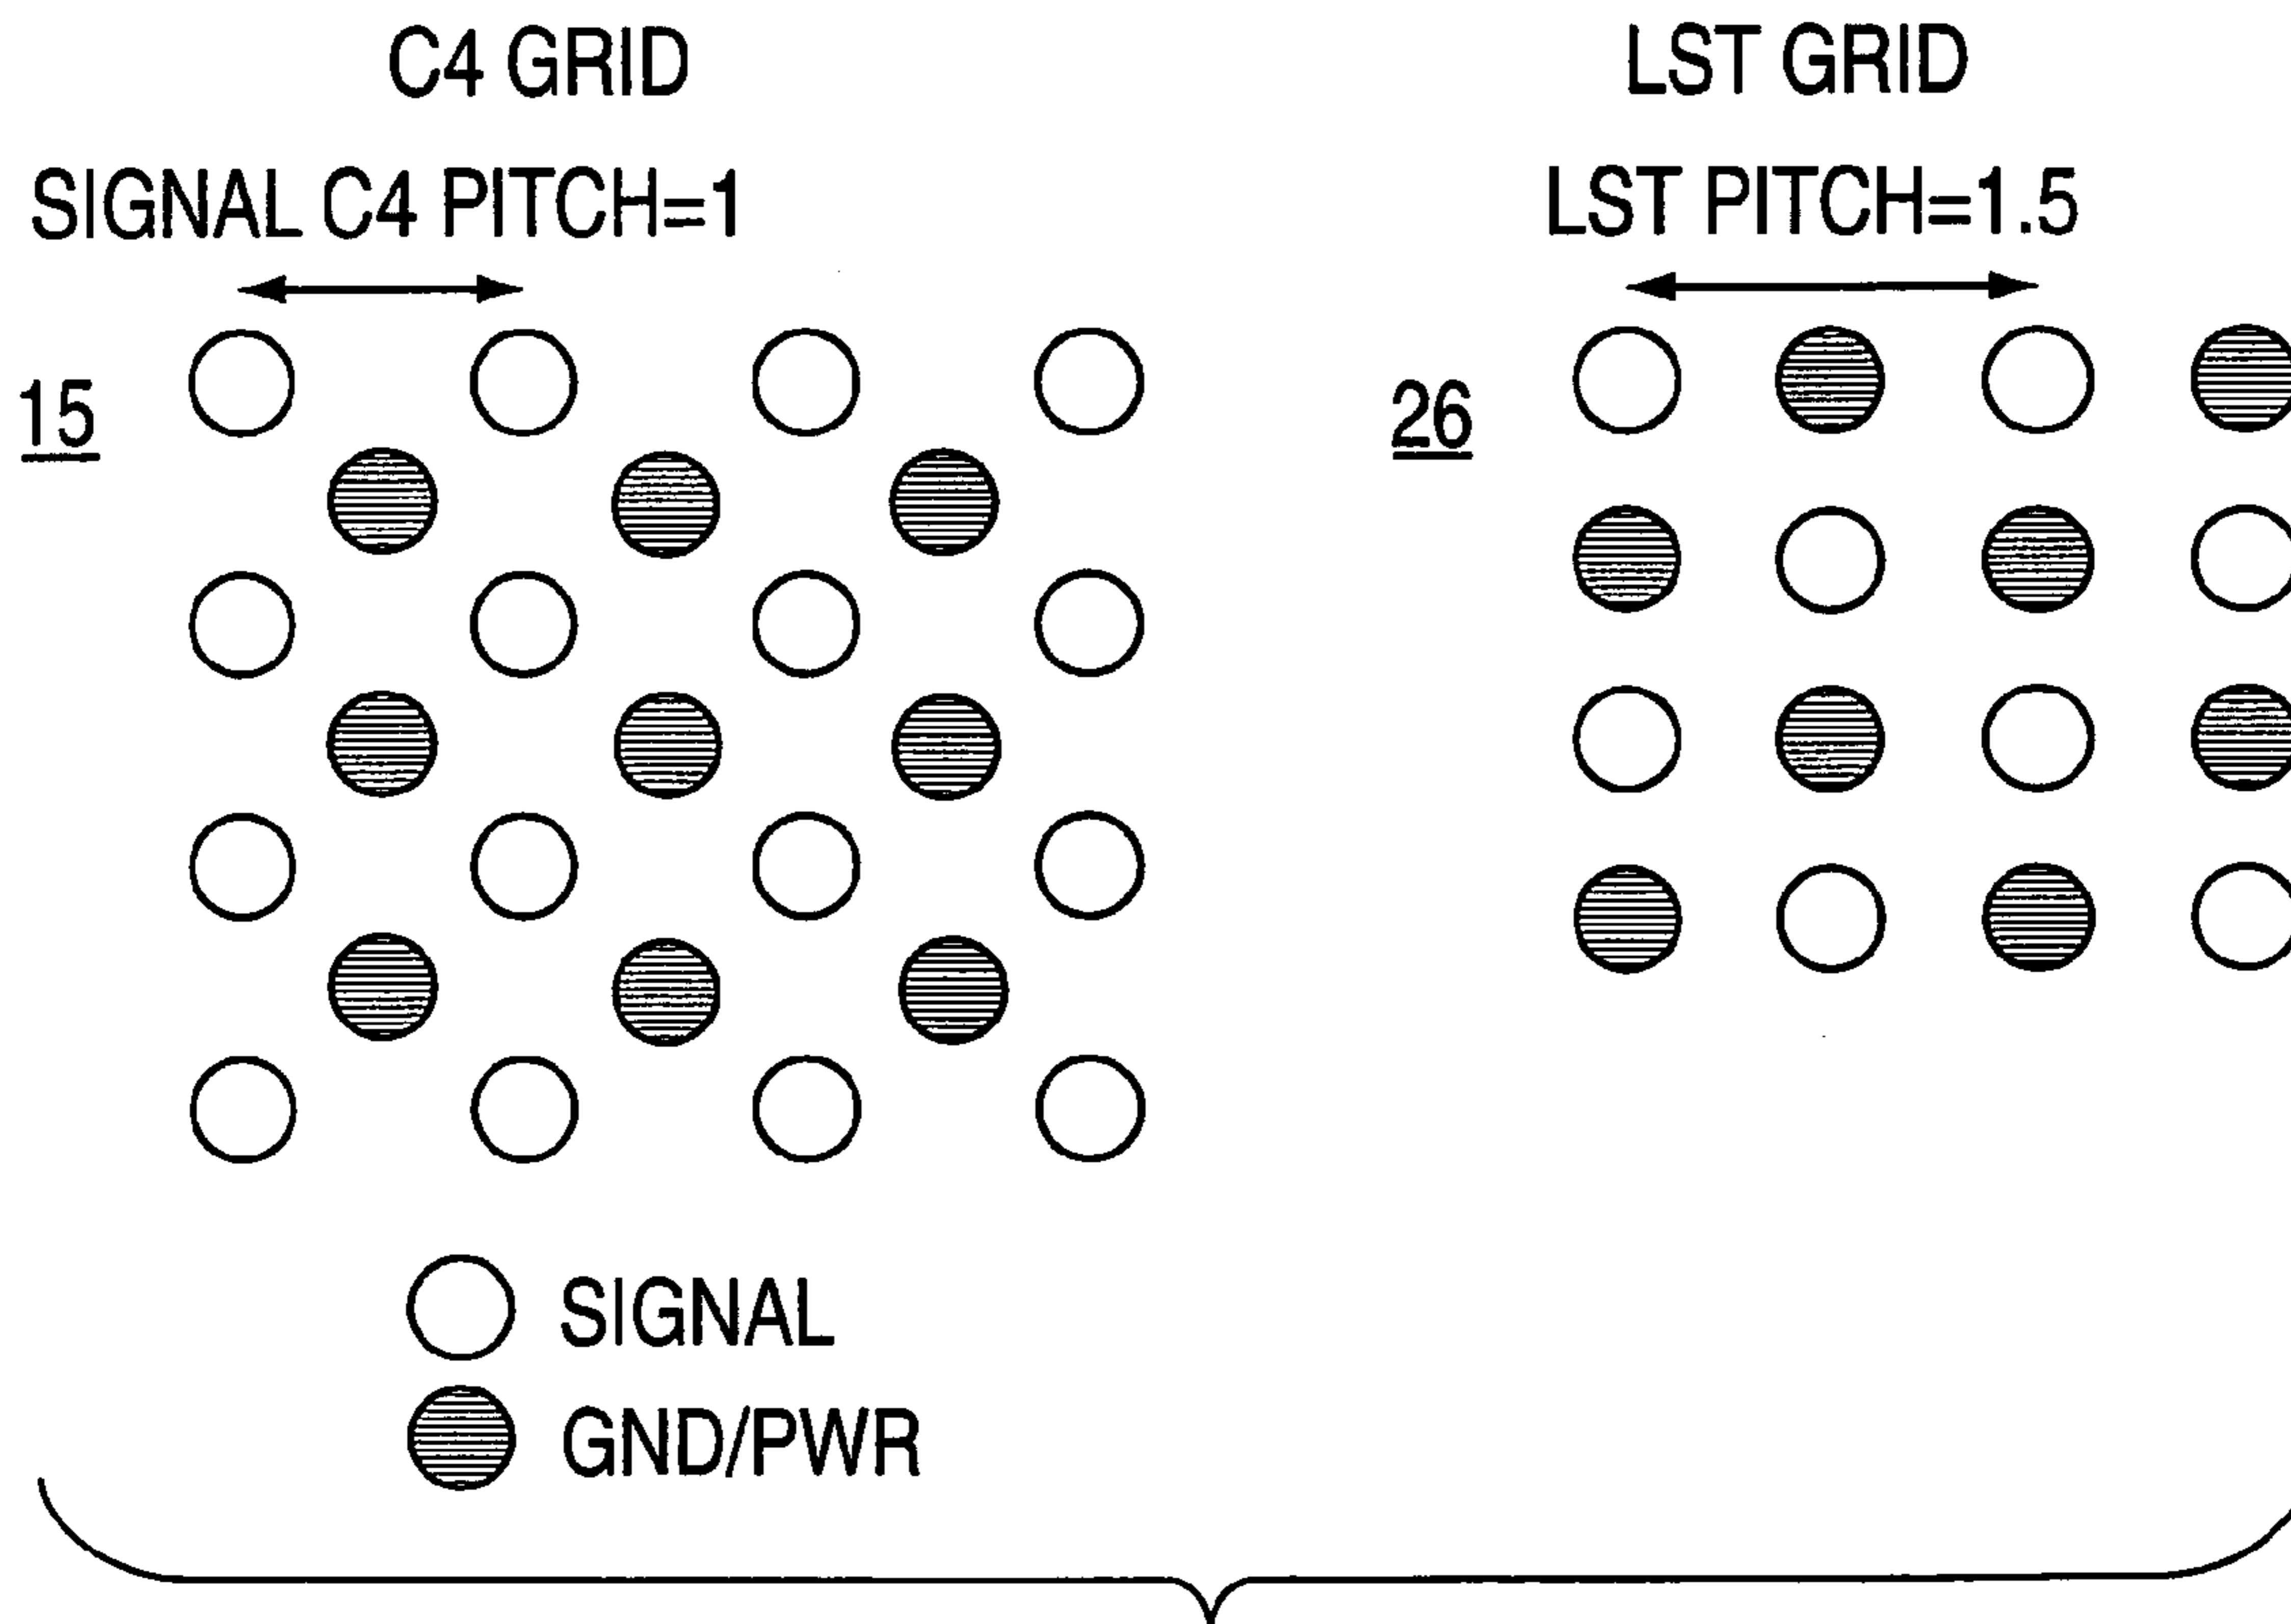 C4 GRID
SIGNAL C4 PITCH=1
15
LST GRID
LST PITCH=1.5
26
SIGNAL
GND/PWR